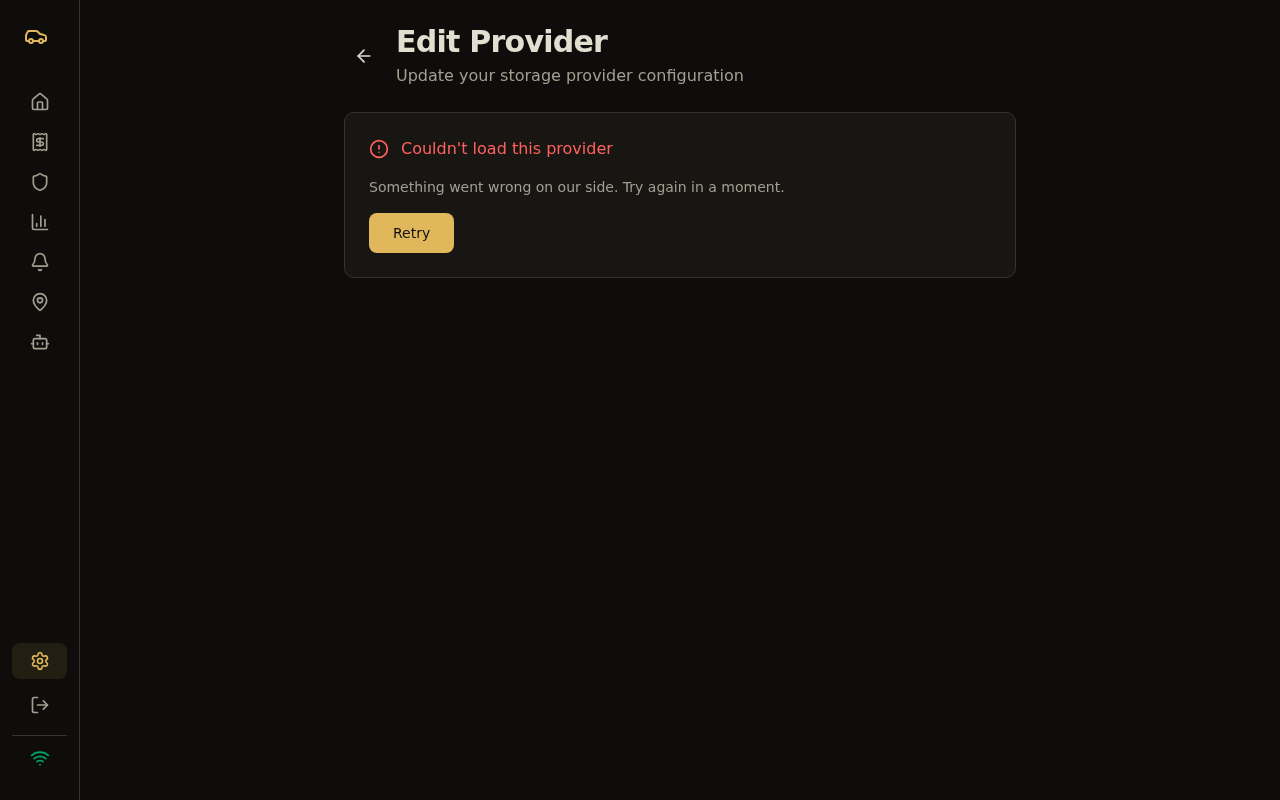 Edit Provider
Update your storage provider configuration
Couldn't load this provider
Something went wrong on our side. Try again in a moment.
Retry